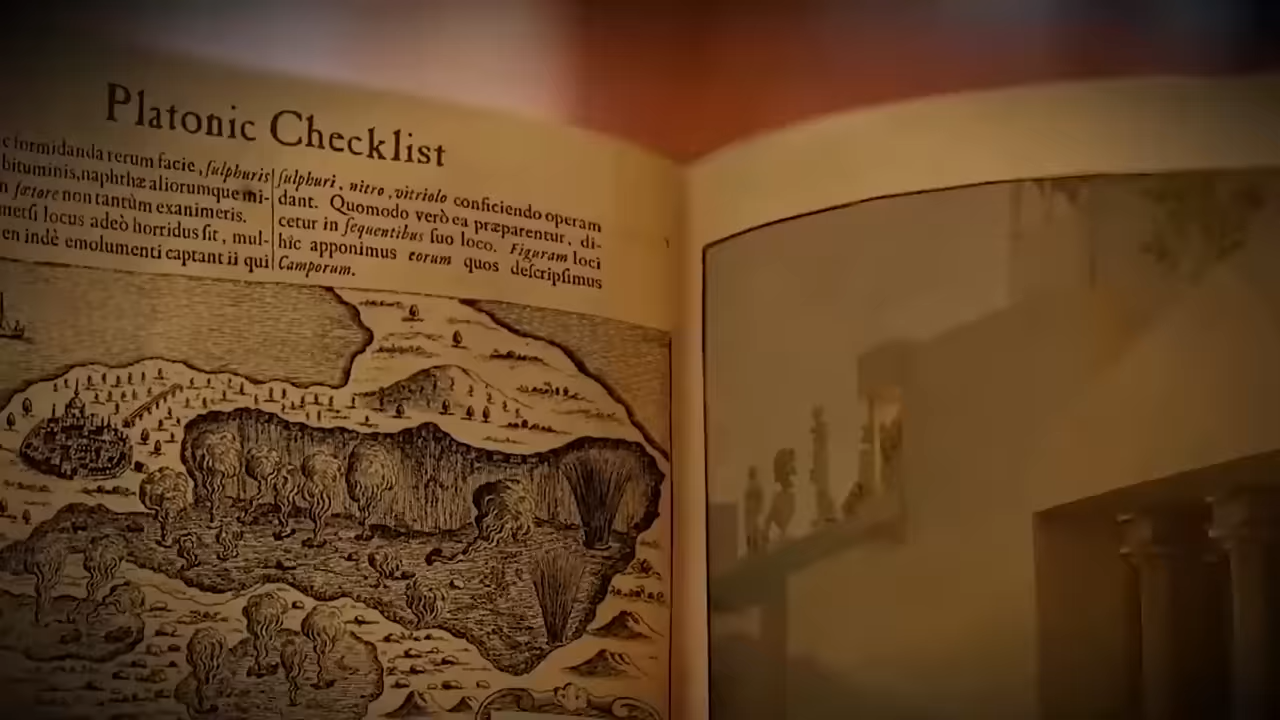 Platonic Checklist
formidanda rerum facie, ſulphuris
bituminis, naphthæ aliorumque mi-
n fœtore non tantùm exanimeris.
metſi locus adeò horridus ſit, mul-
en indè emolumenti captant ii qui
ſulphuri, nitro, vitriolo conficiendo operam
dant. Quomodo verò ea præparentur, di-
cetur in ſequentibus ſuo loco. Figuram loci
hîc apponimus eorum quos deſcripſimus
Camporum.